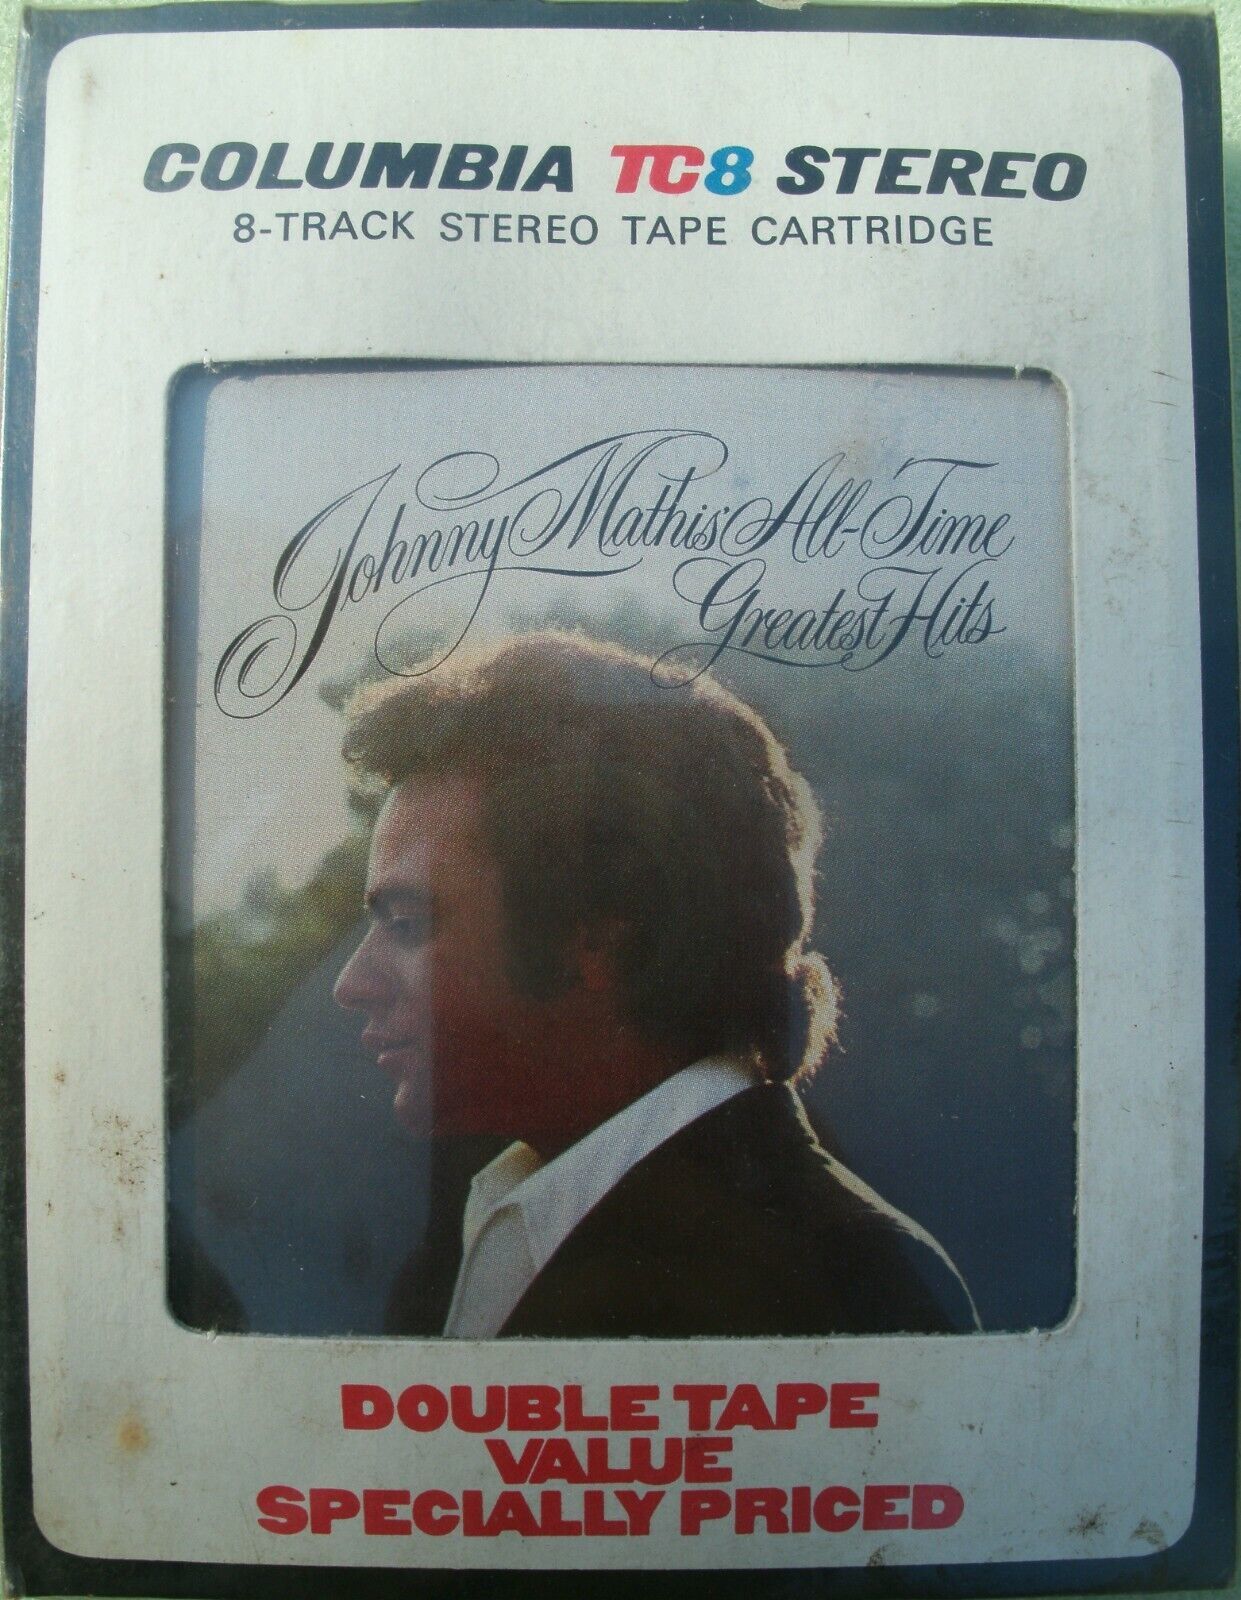 COLUMBIA TC8 STEREO
8-TRACK STEREO TAPE CARTRIDGE
Johnny Mathis' All-Time
Greatest Hits
DOUBLE TAPE
VALUE
SPECIALLY PRICED